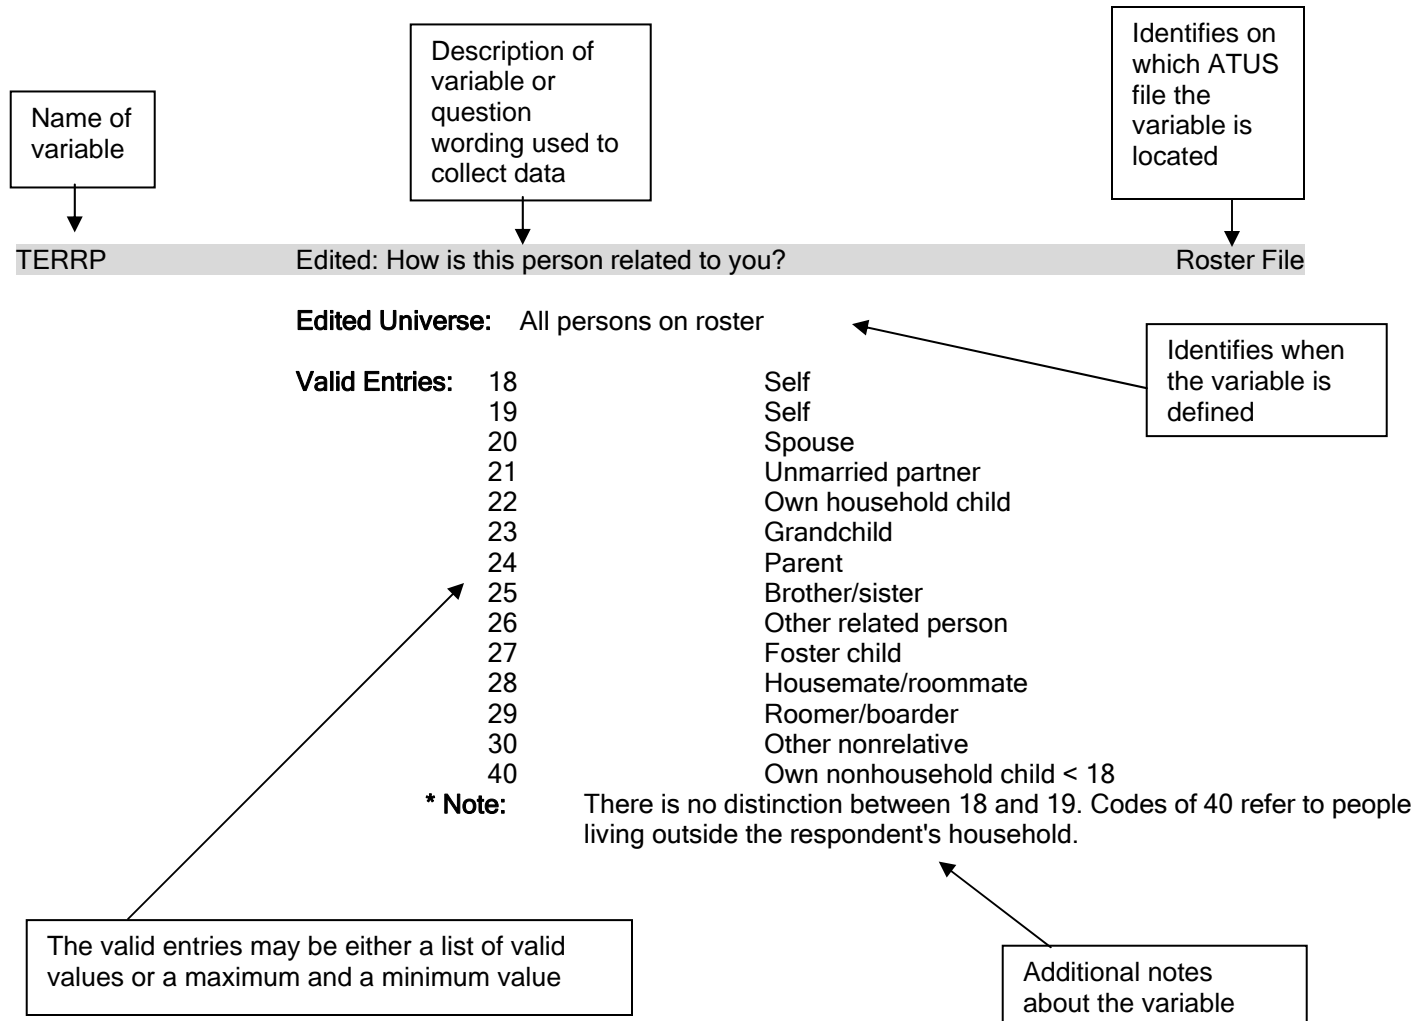 Name of
variable
Description of
variable or
question
wording used to
collect data
Identifies on
which ATUS
file the
variable is
located
TERRP Edited: How is this person related to you? Roster File
Edited Universe: All persons on roster
Identifies when
the variable is
defined
Valid Entries: 18 Self
19 Self
20 Spouse
21 Unmarried partner
22 Own household child
23 Grandchild
24 Parent
25 Brother/sister
26 Other related person
27 Foster child
28 Housemate/roommate
29 Roomer/boarder
30 Other nonrelative
40 Own nonhousehold child < 18
* Note: There is no distinction between 18 and 19. Codes of 40 refer to people
living outside the respondent's household.
The valid entries may be either a list of valid
values or a maximum and a minimum value
Additional notes
about the variable